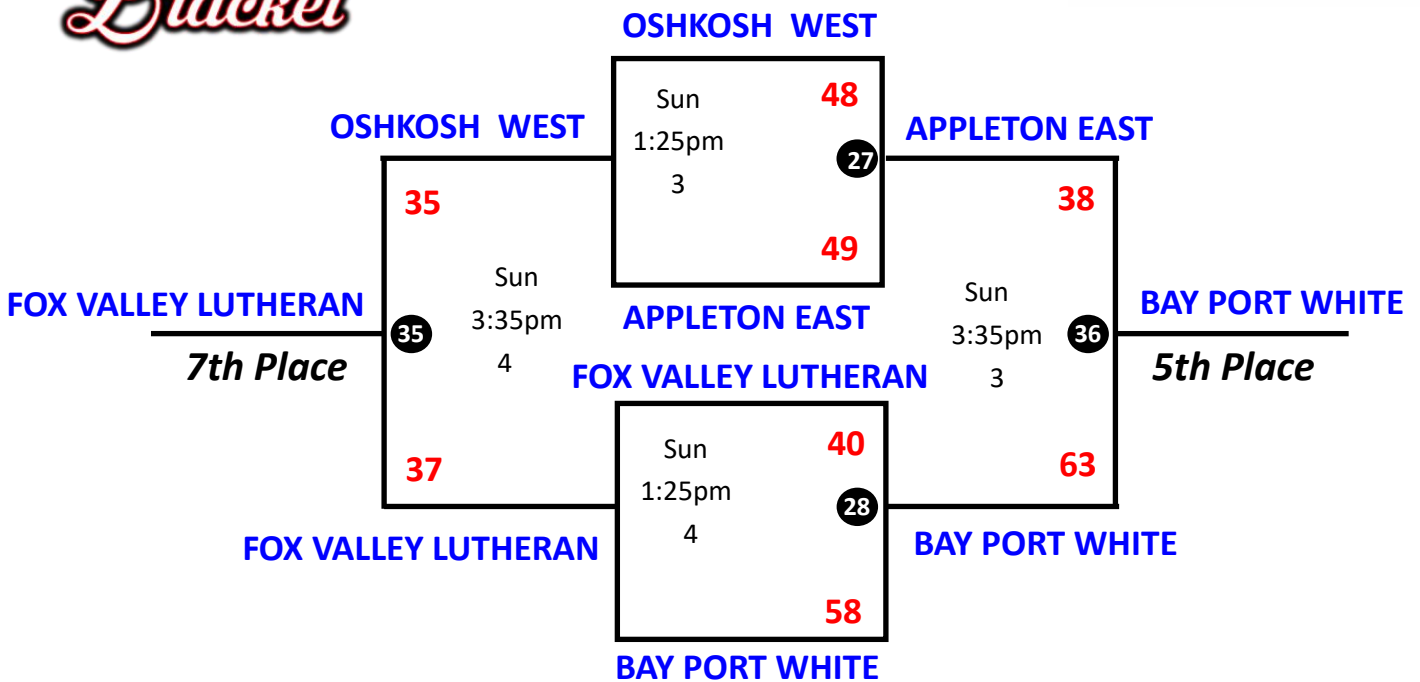 Bracket
OSHKOSH WEST
Sun
1:25pm
3
48
27
49
APPLETON EAST
OSHKOSH WEST
35
Sun
3:35pm
4
35
37
FOX VALLEY LUTHERAN
7th Place
FOX VALLEY LUTHERAN
APPLETON EAST
38
Sun
3:35pm
3
36
63
BAY PORT WHITE
5th Place
BAY PORT WHITE
FOX VALLEY LUTHERAN
Sun
1:25pm
4
40
28
58
BAY PORT WHITE